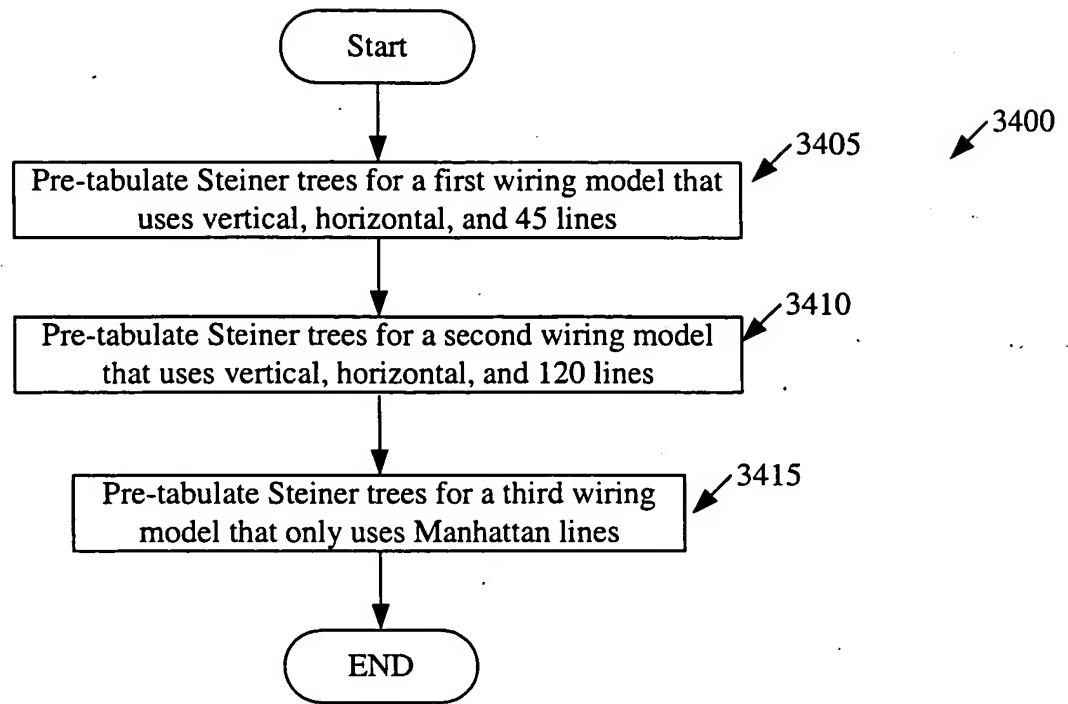 Start
3400
3405
Pre-tabulate Steiner trees for a first wiring model that
uses vertical, horizontal, and 45 lines
3410
Pre-tabulate Steiner trees for a second wiring model
that uses vertical, horizontal, and 120 lines
3415
Pre-tabulate Steiner trees for a third wiring
model that only uses Manhattan lines
END